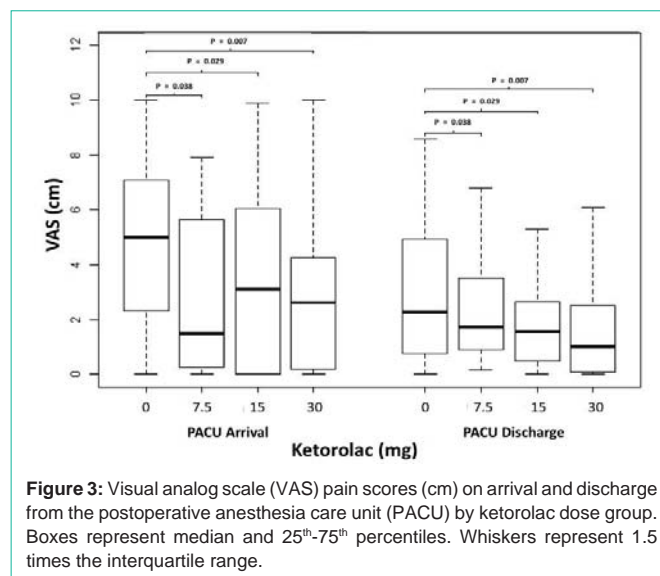 12
P = 0.007
P = 0.029
P = 0.038
10
8
6
4
2
0
VAS (cm)
P = 0.007
P = 0.029
P = 0.038
0 7.5 15 30 0 7.5 15 30
PACU Arrival PACU Discharge
Ketorolac (mg)
Figure 3: Visual analog scale (VAS) pain scores (cm) on arrival and discharge
from the postoperative anesthesia care unit (PACU) by ketorolac dose group.
Boxes represent median and 25th-75th percentiles. Whiskers represent 1.5
times the interquartile range.